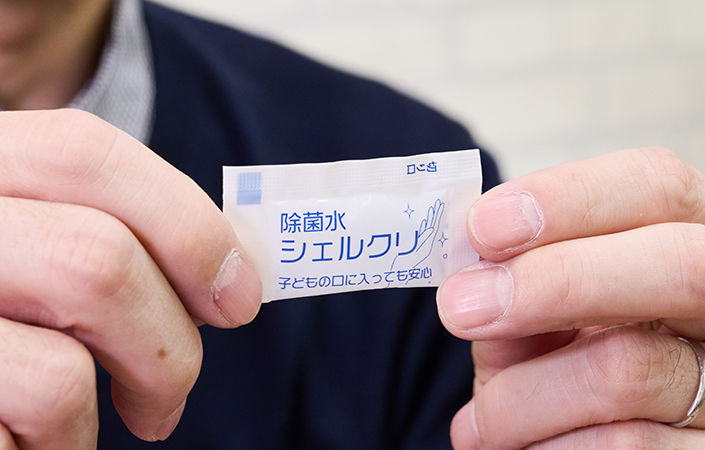 こち口
除菌水
シェルクリ
子どもの口に入っても安心